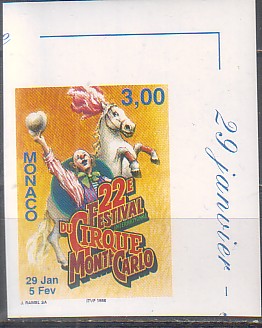 29 janvier -
3,00
MONACO
22E
FESTIVAL
INTERNATIONAL
DU CIRQUE
MONTE CARLO
29 Jan
5 Fev